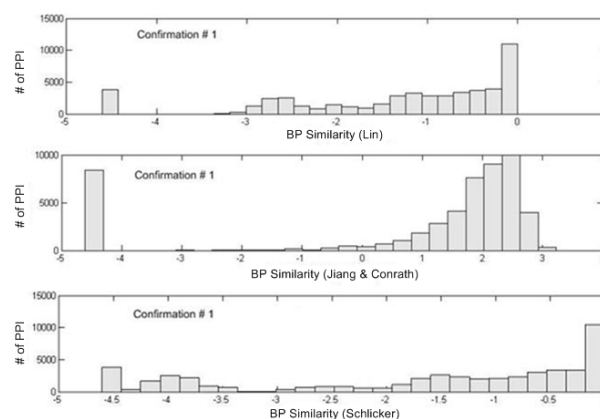 15000
Confirmation # 1
10000
# of PPI
5000
0
-5 -4 -3 -2 -1 0
BP Similarity (Lin)
10000
Confirmation # 1
# of PPI
5000
0
-5 -4 -3 -2 -1 0 1 2 3
BP Similarity (Jiang & Conrath)
15000
Confirmation # 1
10000
# of PPI
5000
0
-5 -4.5 -4 -3.5 -3 -2.5 -2 -1.5 -1 -0.5
BP Similarity (Schlicker)